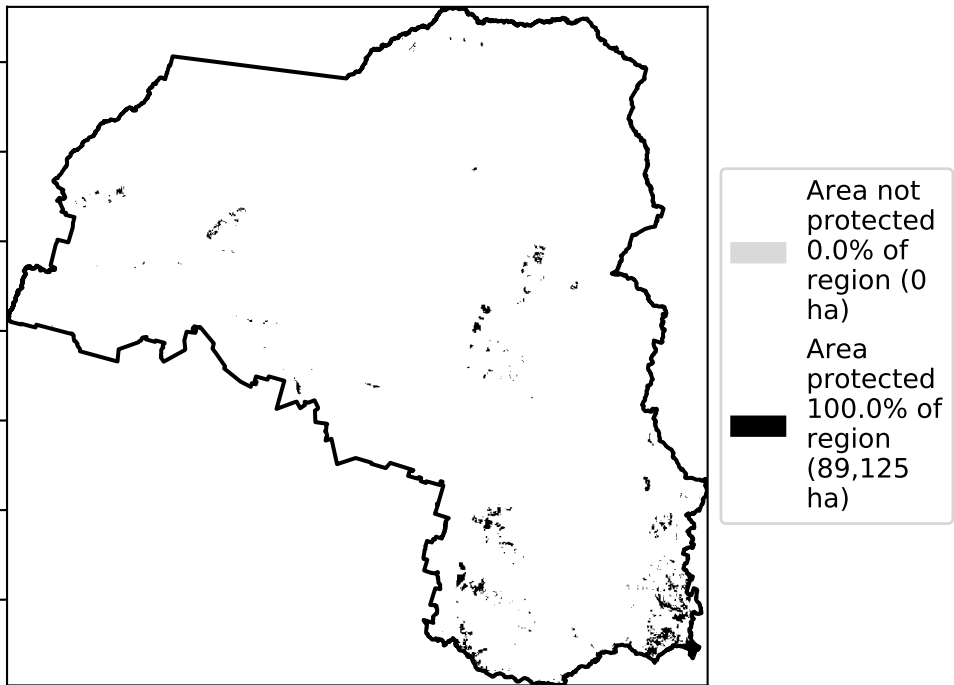 Area not
protected
0.0% of
region (0
ha)
Area
protected
100.0% of
region
(89,125
ha)